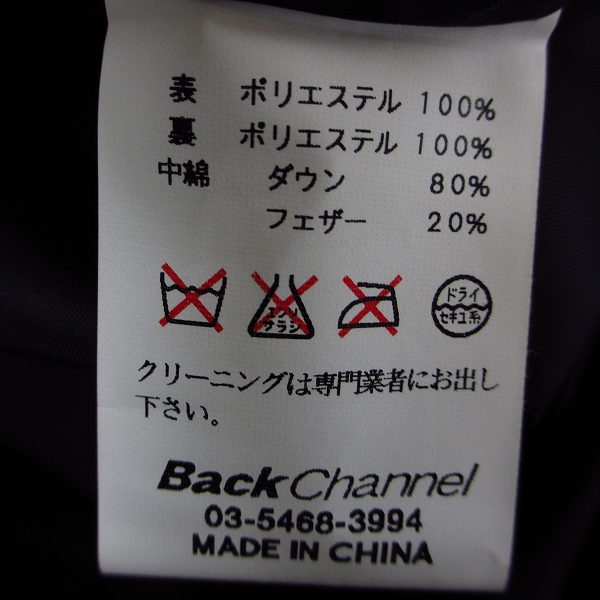 表 ポリエステル 100%
裏 ポリエステル 100%
中綿 ダウン 80%
フェザー 20%
エンソ
サラシ
ドライ
セキユ系
クリーニングは専門業者にお出し
下さい。
BackChannel
03-5468-3994
MADE IN CHINA